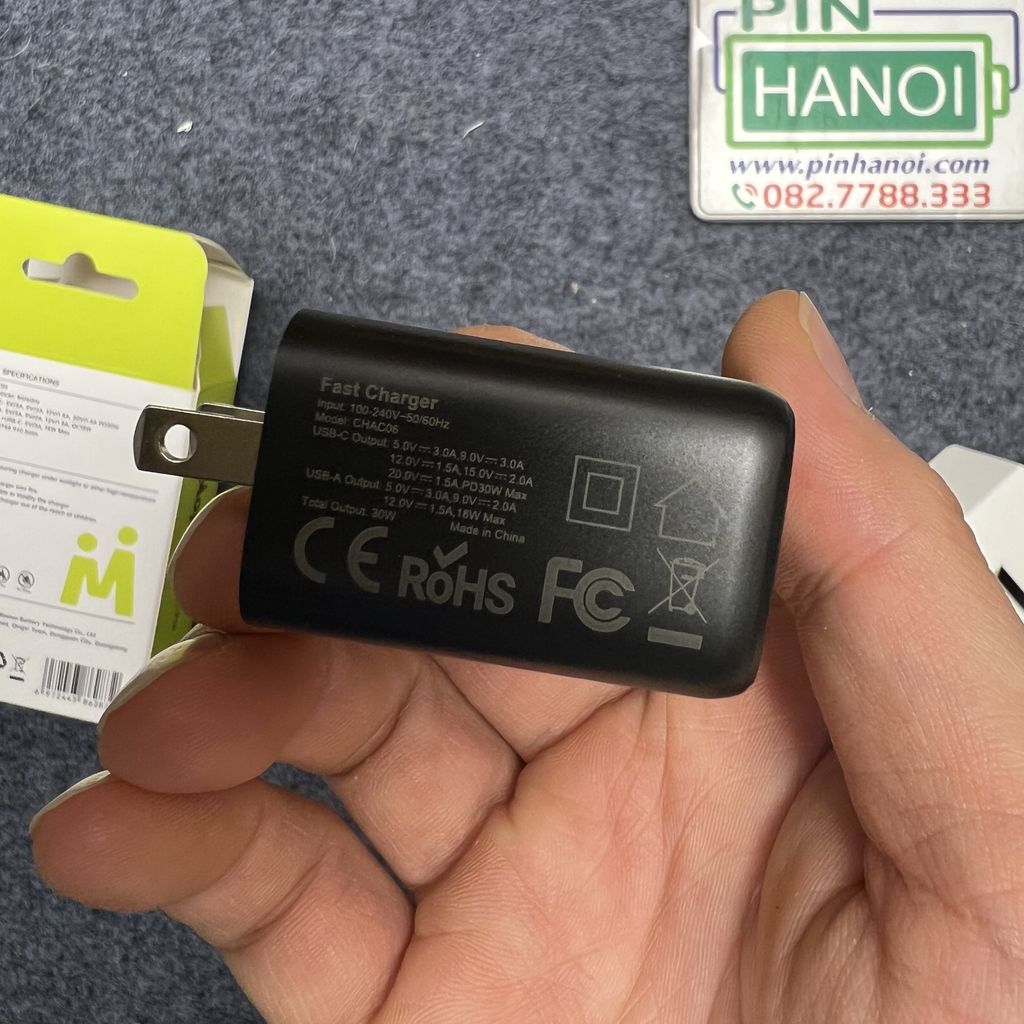 PIN
HANOI
www.pinhanoi.com
082.7788.333
SPECIFICATIONS
Fast Charger
Input: 100-240V~50/60Hz
Model: CHAC06
USB-C Output: 5.0V⎓3.0A,9.0V⎓3.0A
12.0V⎓1.5A,15.0V⎓2.0A
20.0V⎓1.5A,PD30W Max
USB-A Output: 5.0V⎓3.0A,9.0V⎓2.0A
12.0V⎓1.5A,18W Max
Total Output: 30W
Made in China
CE RoHS FC